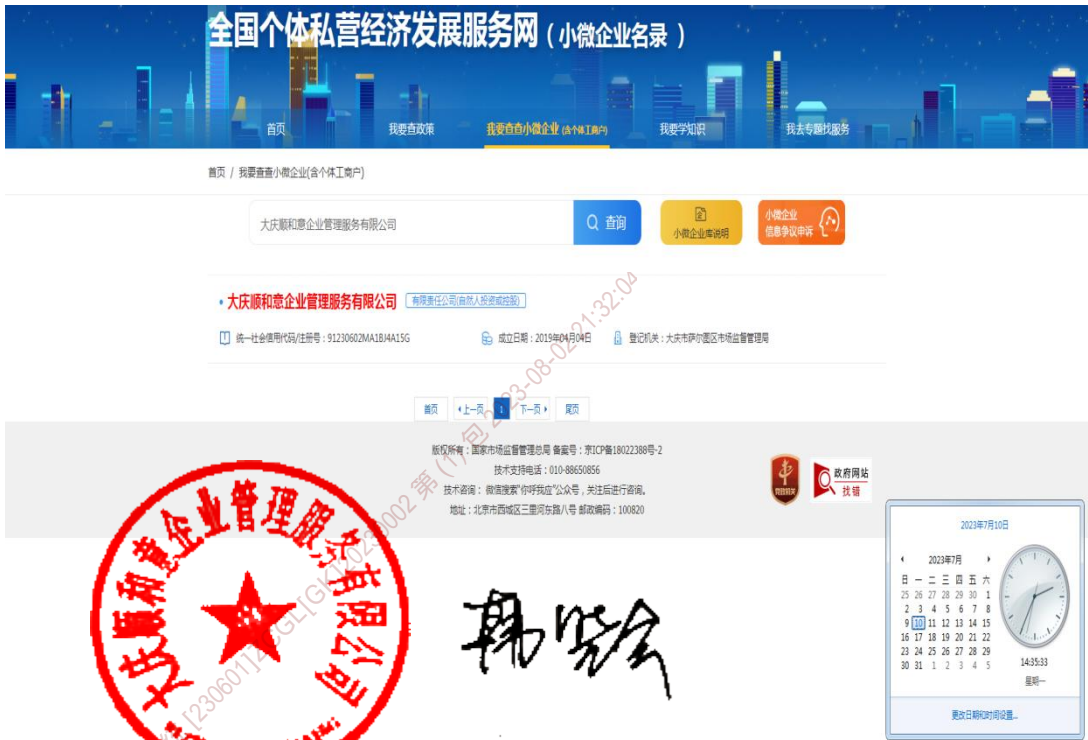 全国个体私营经济发展服务网（小微企业名录）
首页 我要查政策 我要查查小微企业(含个体工商户) 我要学知识 我去专题找服务
首页 / 我要查查小微企业(含个体工商户)
大庆顺和意企业管理服务有限公司 查询 小微企业库说明 小微企业
信息争议申诉
大庆顺和意企业管理服务有限公司 有限责任公司(自然人投资或控股)
统一社会信用代码/注册号：91230602MA1BJ4A15G 成立日期：2019年04月04日 登记机关：大庆市萨尔图区市场监督管理局
首页 上一页 1 下一页 尾页
版权所有：国家市场监督管理总局 备案号：京ICP备18022388号-2
技术支持电话：010-88650856
技术咨询： 微信搜索“你呼我应”公众号，关注后进行咨询。
地址：北京市西城区三里河东路八号 邮政编码：100820
党政机关
政府网站
找错
大庆顺和意企业管理服务有限公司
[230601] [GK]20230002 第 (1) 包 2023-08-02 21:32:04
2023年7月10日
2023年7月
日 一 二 三 四 五 六
25 26 27 28 29 30 1
2 3 4 5 6 7 8
9 10 11 12 13 14 15
16 17 18 19 20 21 22
23 24 25 26 27 28 29
30 31 1 2 3 4 5
14:35:33
星期一
更改日期和时间设置...